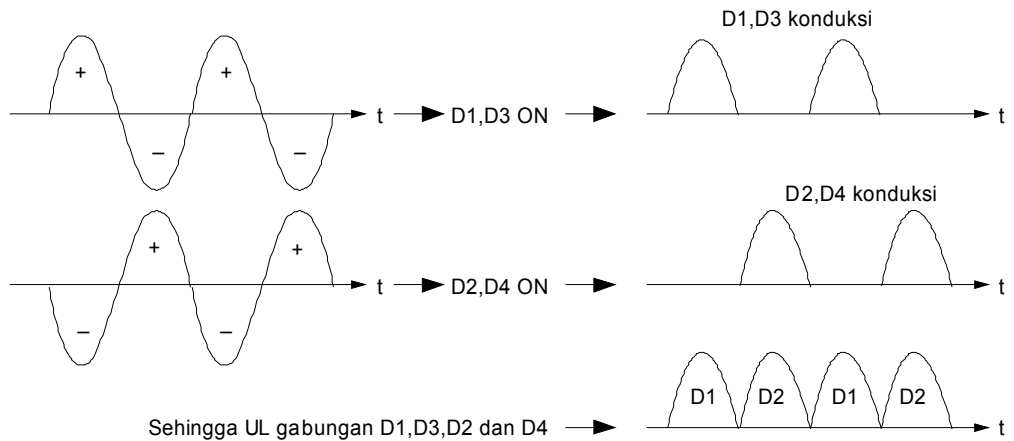 D1,D3 konduksi
+ +
t D1,D3 ON t
– –
D2,D4 konduksi
+ +
t D2,D4 ON t
– –
D1 D2 D1 D2
Sehingga UL gabungan D1,D3,D2 dan D4 t